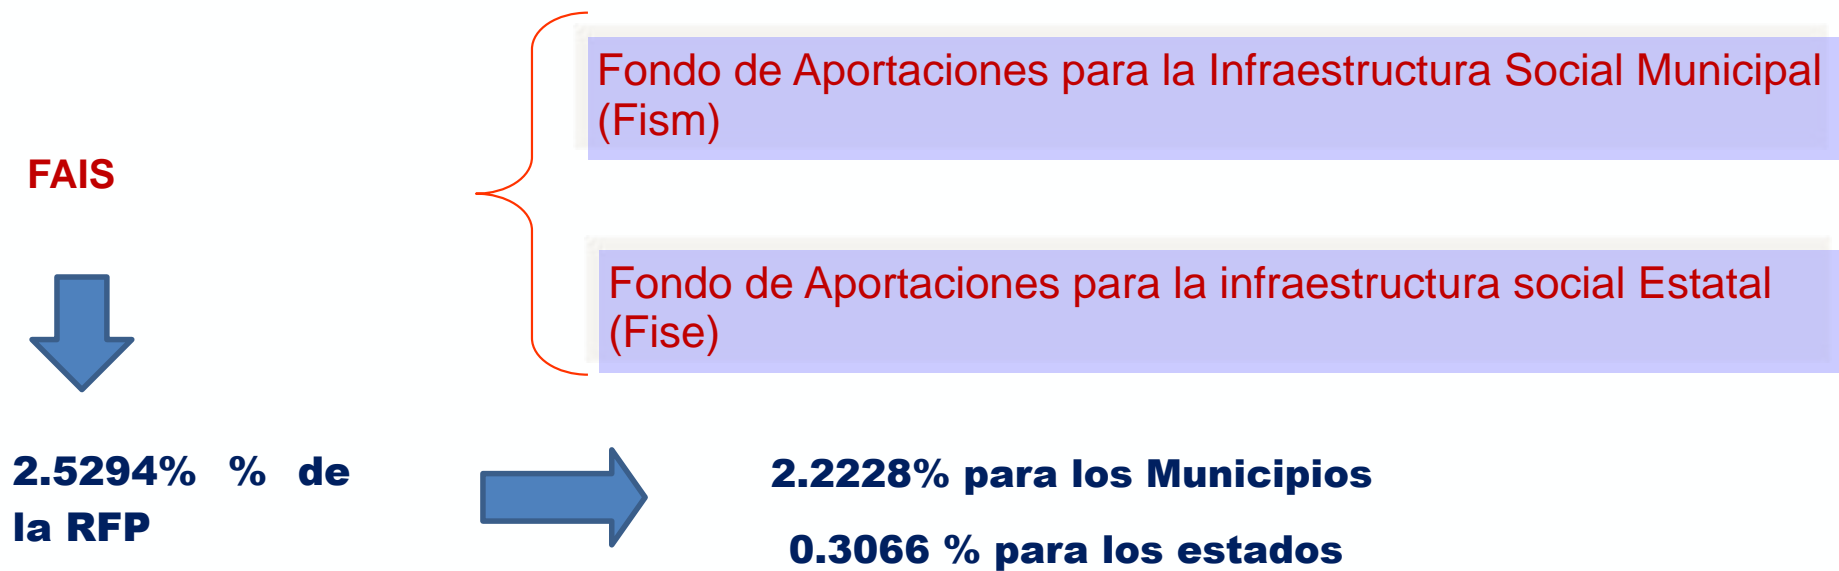 Fondo de Aportaciones para la Infraestructura Social Municipal
(Fism)
FAIS
Fondo de Aportaciones para la infraestructura social Estatal
(Fise)
2.5294% % de
la RFP
2.2228% para los Municipios
0.3066 % para los estados